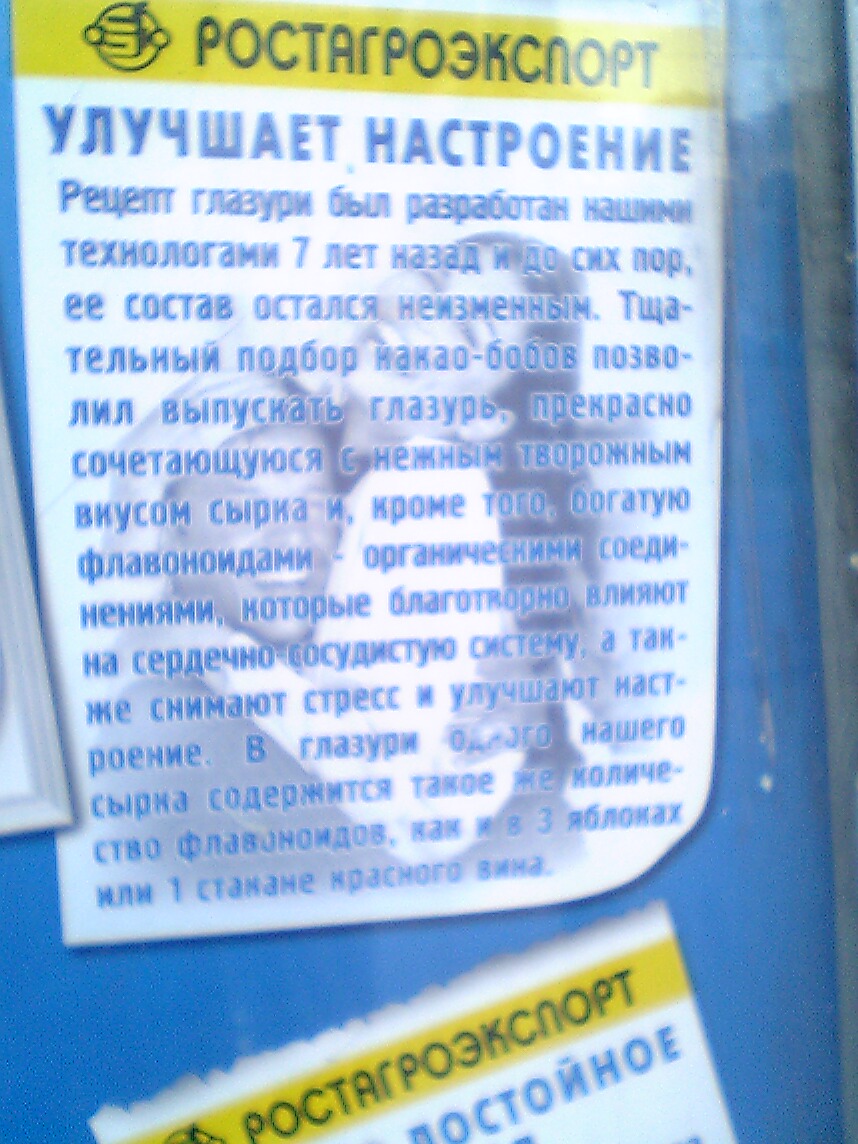 РОСТАГРОЭКСПОРТ
УЛУЧШАЕТ НАСТРОЕНИЕ
Рецепт глазури был разработан нашими
технологами 7 лет назад и до сих пор,
ее состав остался неизменным. Тща-
тельный подбор какао-бобов позво-
лил выпускать глазурь, прекрасно
сочетающуюся с нежным творожным
вкусом сырка и, кроме того, богатую
флавоноидами - органическими соеди-
нениями, которые благотворно влияют
на сердечно-сосудистую систему, а так-
же снимают стресс и улучшают наст-
роение. В глазури одного нашего
сырка содержится такое же количе-
ство флавоноидов, как и в 3 яблоках
или 1 стакане красного вина.
РОСТАГРОЭКСПОРТ
ДОСТОЙНОЕ